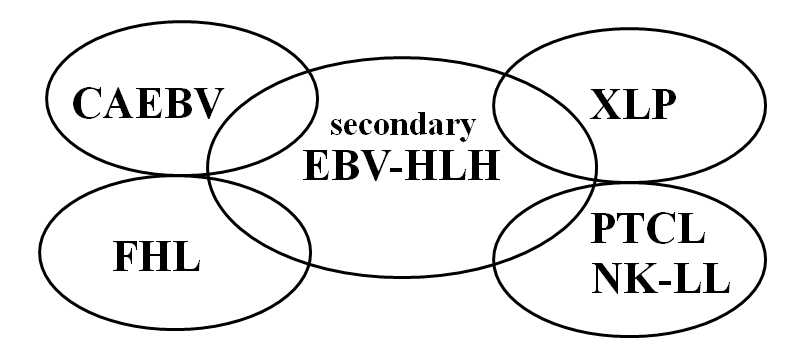 CAEBV
secondary
EBV-HLH
XLP
FHL
PTCL
NK-LL